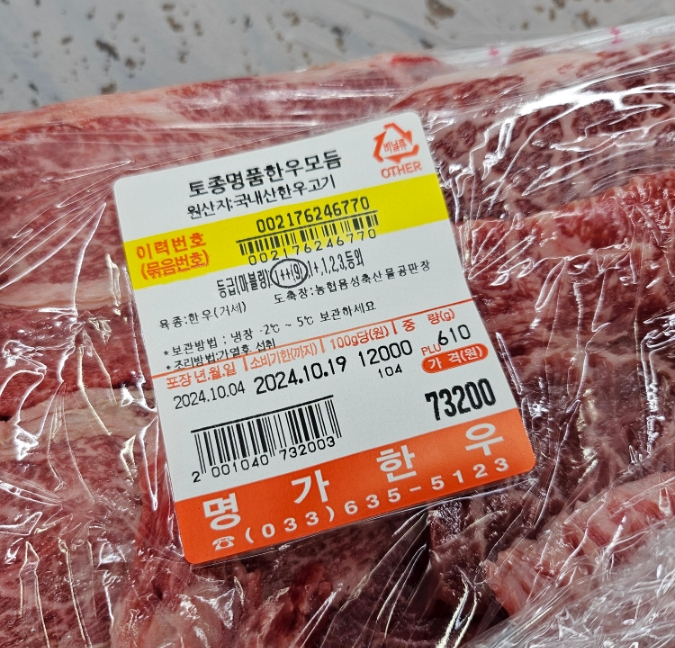 비닐류
OTHER
토종명품한우모듬
원산지:국내산한우고기
이력번호
(묶음번호)
002176246770
002176246770
등급(마블링) 1++(9) 1+,1,2,3,등외
육종:한우(거세) 도축장:농협음성축산물공판장
*보관방법 : 냉장 -2℃ ~ 5℃ 보관하세요
*조리방법:가열후 섭취
포장년,월,일 소비기한(까지) 100g당(원) 중 량(g)
2024.10.04 2024.10.19 12000 610
104 PLU
가 격(원)
73200
2 001040 732003
명 가 한 우
☎(033)635-5123